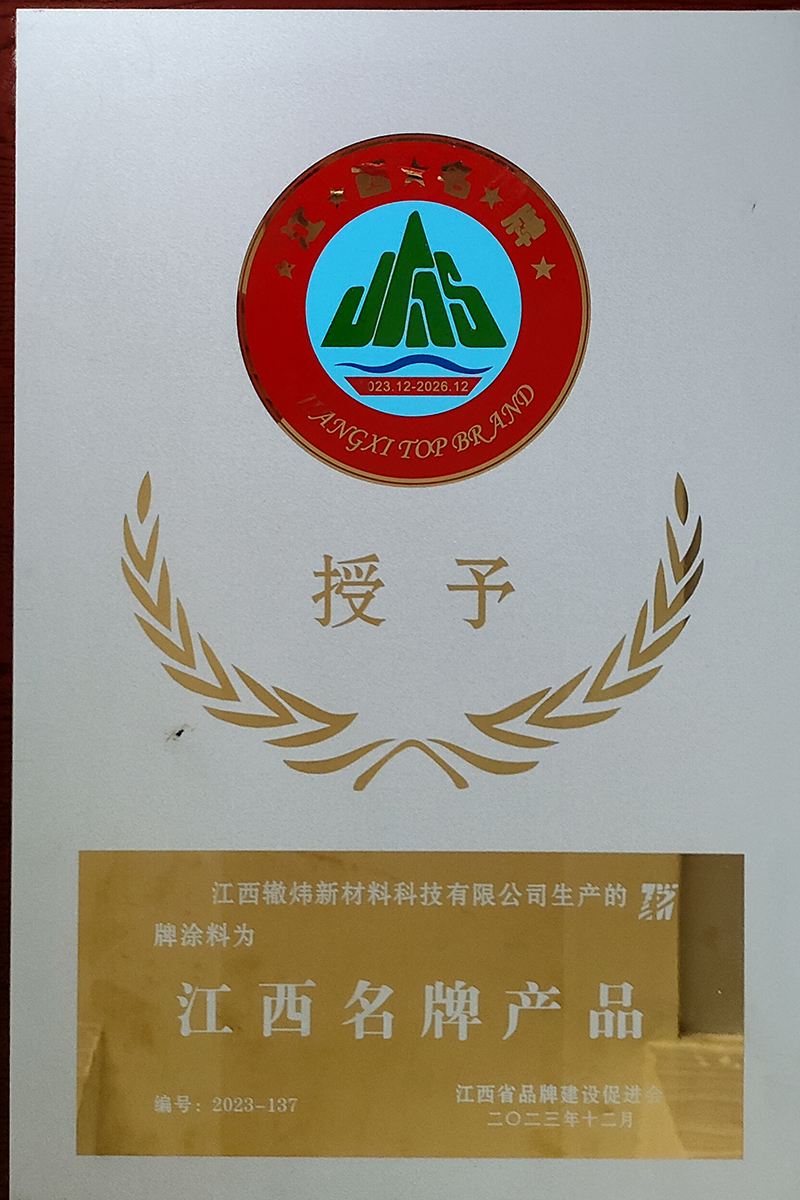 江西名牌
JMS
023.12-2026.12
JIANGXI TOP BRAND
授予
江西辙炜新材料科技有限公司生产的
牌涂料为
江西名牌产品
编号：2023-137
江西省品牌建设促进会
二〇二三年十二月